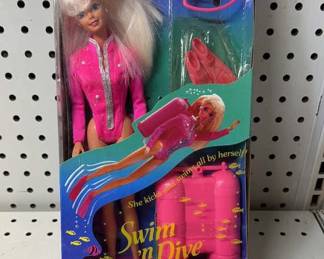 She kicks and swims all by herself!
Swim
'n Dive